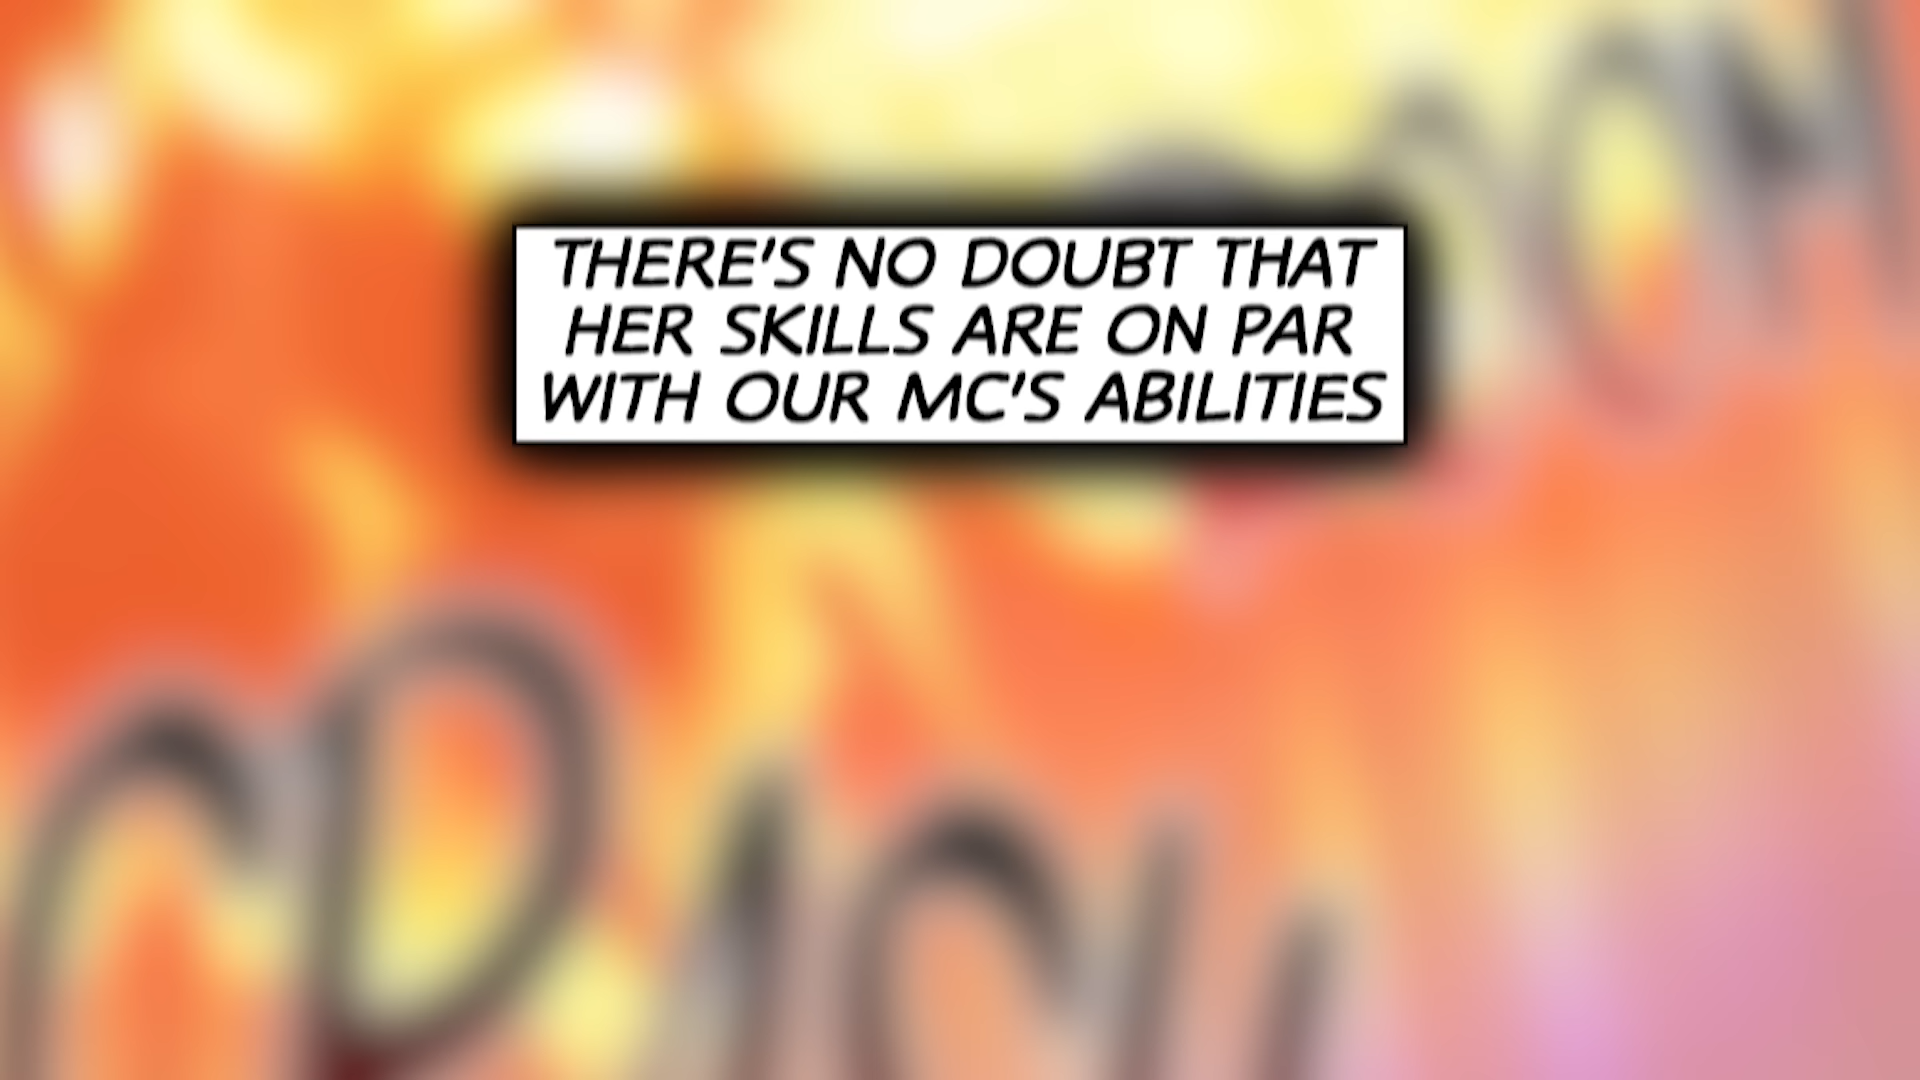 THERE'S NO DOUBT THAT
HER SKILLS ARE ON PAR
WITH OUR MC'S ABILITIES